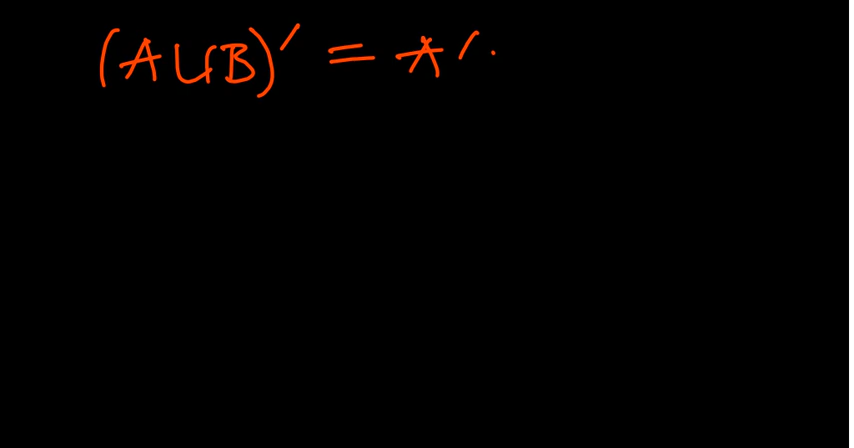 (A∪B)′ = A′ .